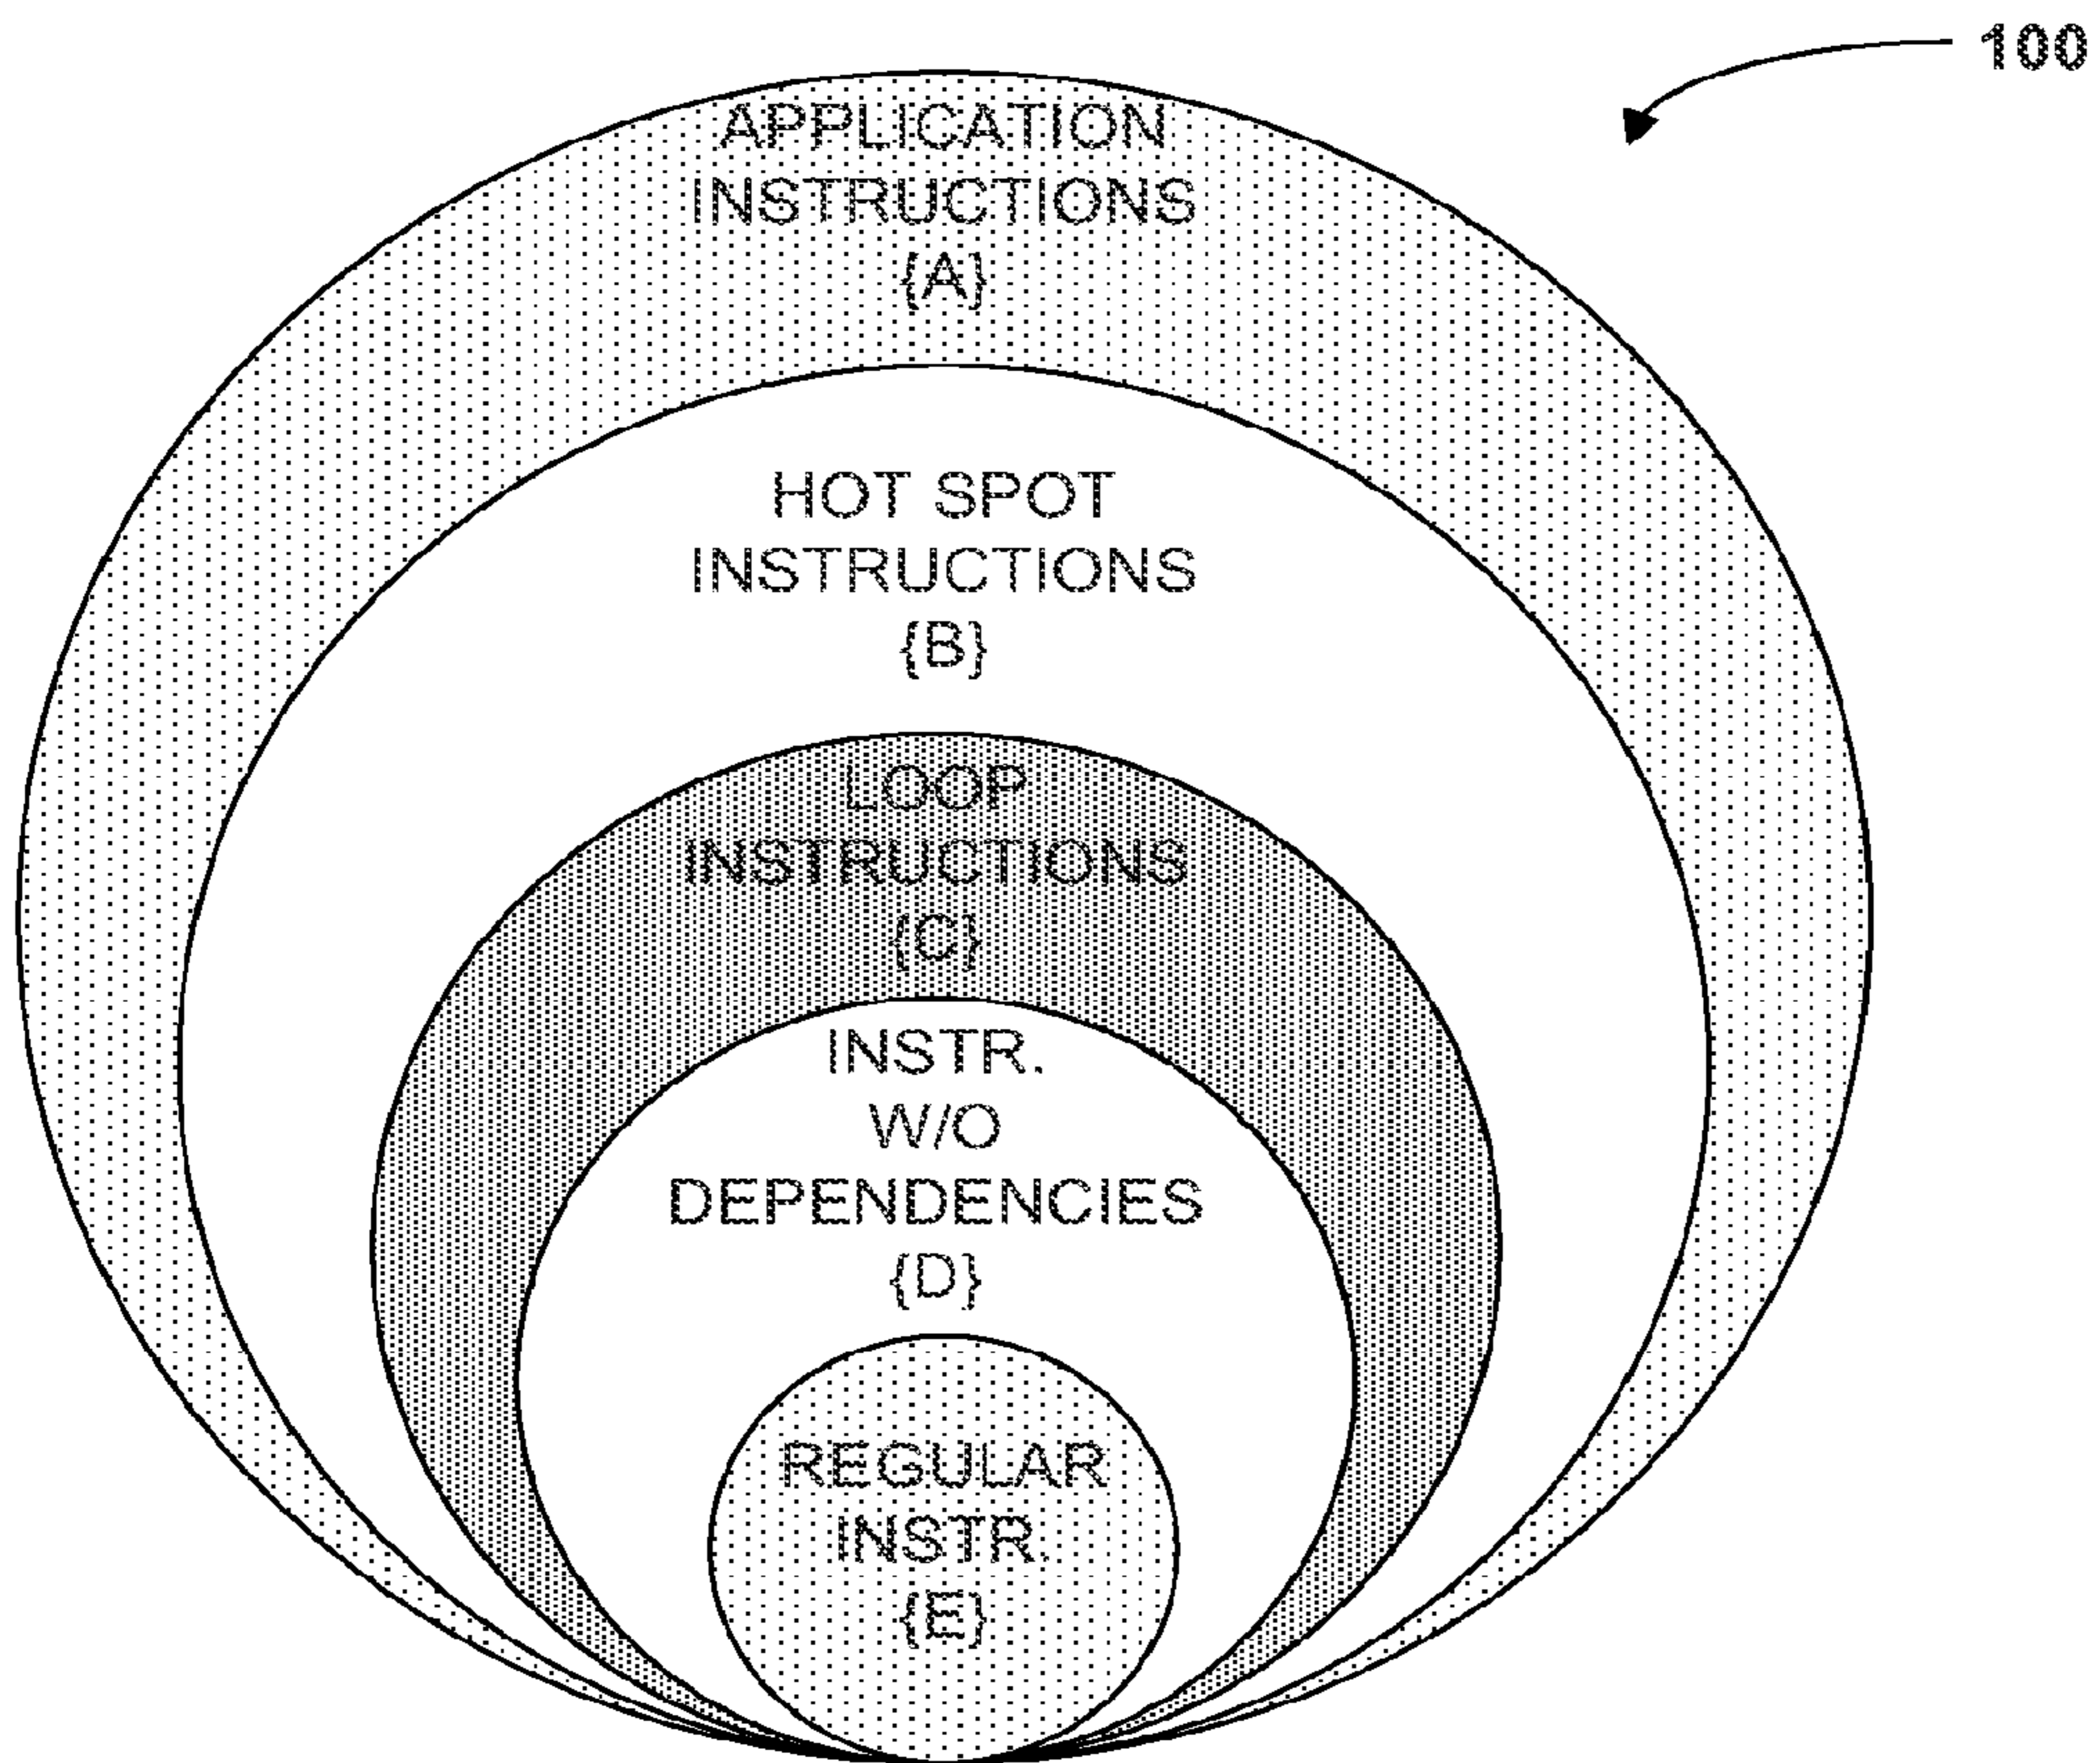 100
APPLICATION
INSTRUCTIONS
{A}
HOT SPOT
INSTRUCTIONS
{B}
LOOP
INSTRUCTIONS
{C}
INSTR.
W/O
DEPENDENCIES
{D}
REGULAR
INSTR.
{E}